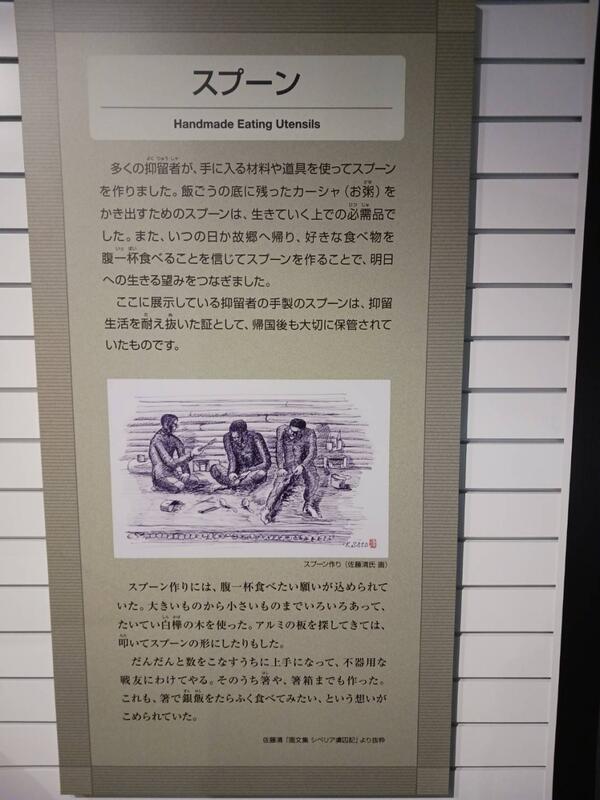 スプーン
Handmade Eating Utensils
多くの抑留者が、手に入る材料や道具を使ってスプーン
を作りました。飯ごうの底に残ったカーシャ（お粥）を
かき出すためのスプーンは、生きていく上での必需品で
した。また、いつの日か故郷へ帰り、好きな食べ物を
腹一杯食べることを信じてスプーンを作ることで、明日
への生きる望みをつなぎました。
ここに展示している抑留者の手製のスプーンは、抑留
生活を耐え抜いた証として、帰国後も大切に保管されて
いたものです。
K.Sato
スプーン作り（佐藤清氏 画）
スプーン作りには、腹一杯食べたい願いが込められて
いた。大きいものから小さいものまでいろいろあって、
たいてい白樺の木を使った。アルミの板を探してきては、
叩いてスプーンの形にしたりもした。
だんだんと数をこなすうちに上手になって、不器用な
戦友にわけてやる。そのうち箸や、箸箱までも作った。
これも、箸で銀飯をたらふく食べてみたい、という想いが
こめられていた。
佐藤清『画文集 シベリア虜囚記』より抜粋